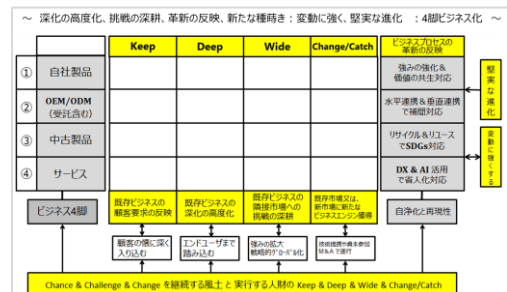 ～ 深化の高度化、挑戦の深耕、革新の反映、新たな種蒔き：変動に強く、堅実な進化 ：4脚ビジネス化 ～
Keep
Deep
Wide
Change/Catch
ビジネスプロセスの
革新の反映
① 自社製品
強みの強化＆
価値の共生対応
② OEM/ODM
（受託含む）
水平連携＆垂直連携
で補間対応
③ 中古製品
リサイクル＆リユース
でSDGs対応
④ サービス
DX & AI 活用
で省人化対応
堅実な進化
変動に強くする
ビジネス4脚
既存ビジネスの
顧客要求の反映
既存ビジネスの
深化の高度化
既存ビジネスの
隣接市場への
挑戦の深耕
既存市場又は、
新市場に新たな
ビジネスエンジン獲得
自浄化と再現性
顧客の懐に深く
入り込む
エンドユーザまで
踏み込む
強みの拡大
戦略的グローバル化
技術提携や資本参加
M&Aで進行
Chance & Challenge & Change を継続する風土 と 実行する人財の Keep & Deep & Wide & Change/Catch